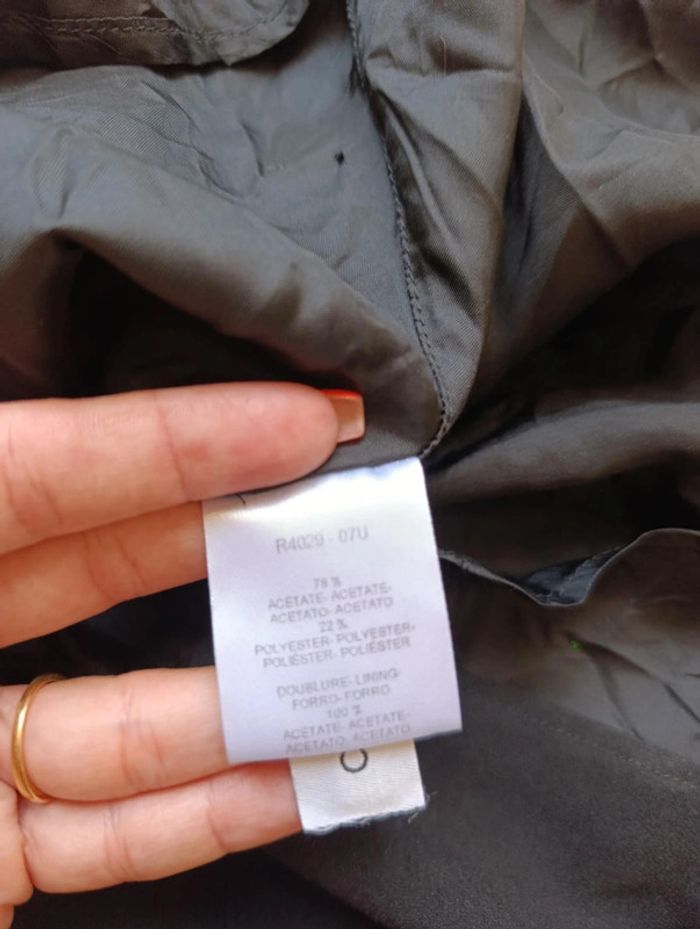 R4029 - 07U
78 %
ACETATE- ACETATE-
ACETATO- ACETATO
22 %
POLYESTER- POLYESTER-
POLIÉSTER- POLIÉSTER
DOUBLURE- LINING-
FORRO- FORRO
100 %
ACETATE- ACETATE-
ACETATO- ACETATO
O